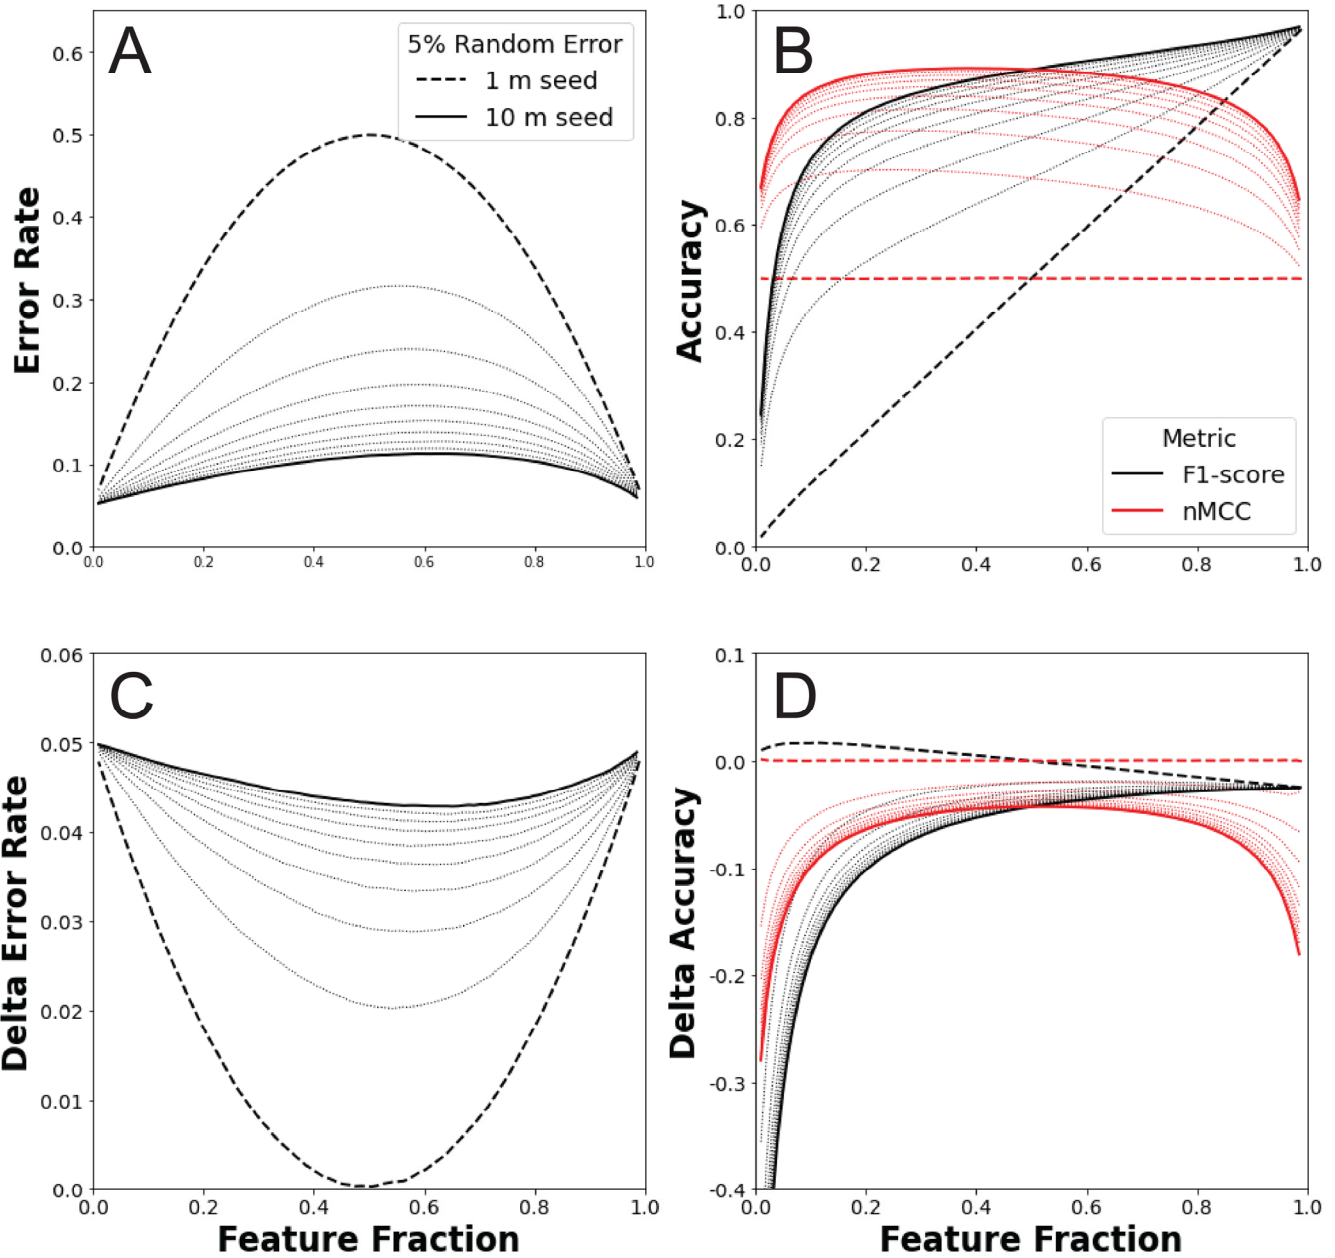 A
5% Random Error
1 m seed
10 m seed
Error Rate
0.6
0.5
0.4
0.3
0.2
0.1
0.0
0.0 0.2 0.4 0.6 0.8 1.0
B
Accuracy
1.0
0.8
0.6
0.4
0.2
0.0
Metric
F1-score
nMCC
0.0 0.2 0.4 0.6 0.8 1.0
C
Delta Error Rate
0.06
0.05
0.04
0.03
0.02
0.01
0.0
0.0 0.2 0.4 0.6 0.8 1.0
Feature Fraction
D
Delta Accuracy
0.1
0.0
-0.1
-0.2
-0.3
-0.4
0.0 0.2 0.4 0.6 0.8 1.0
Feature Fraction